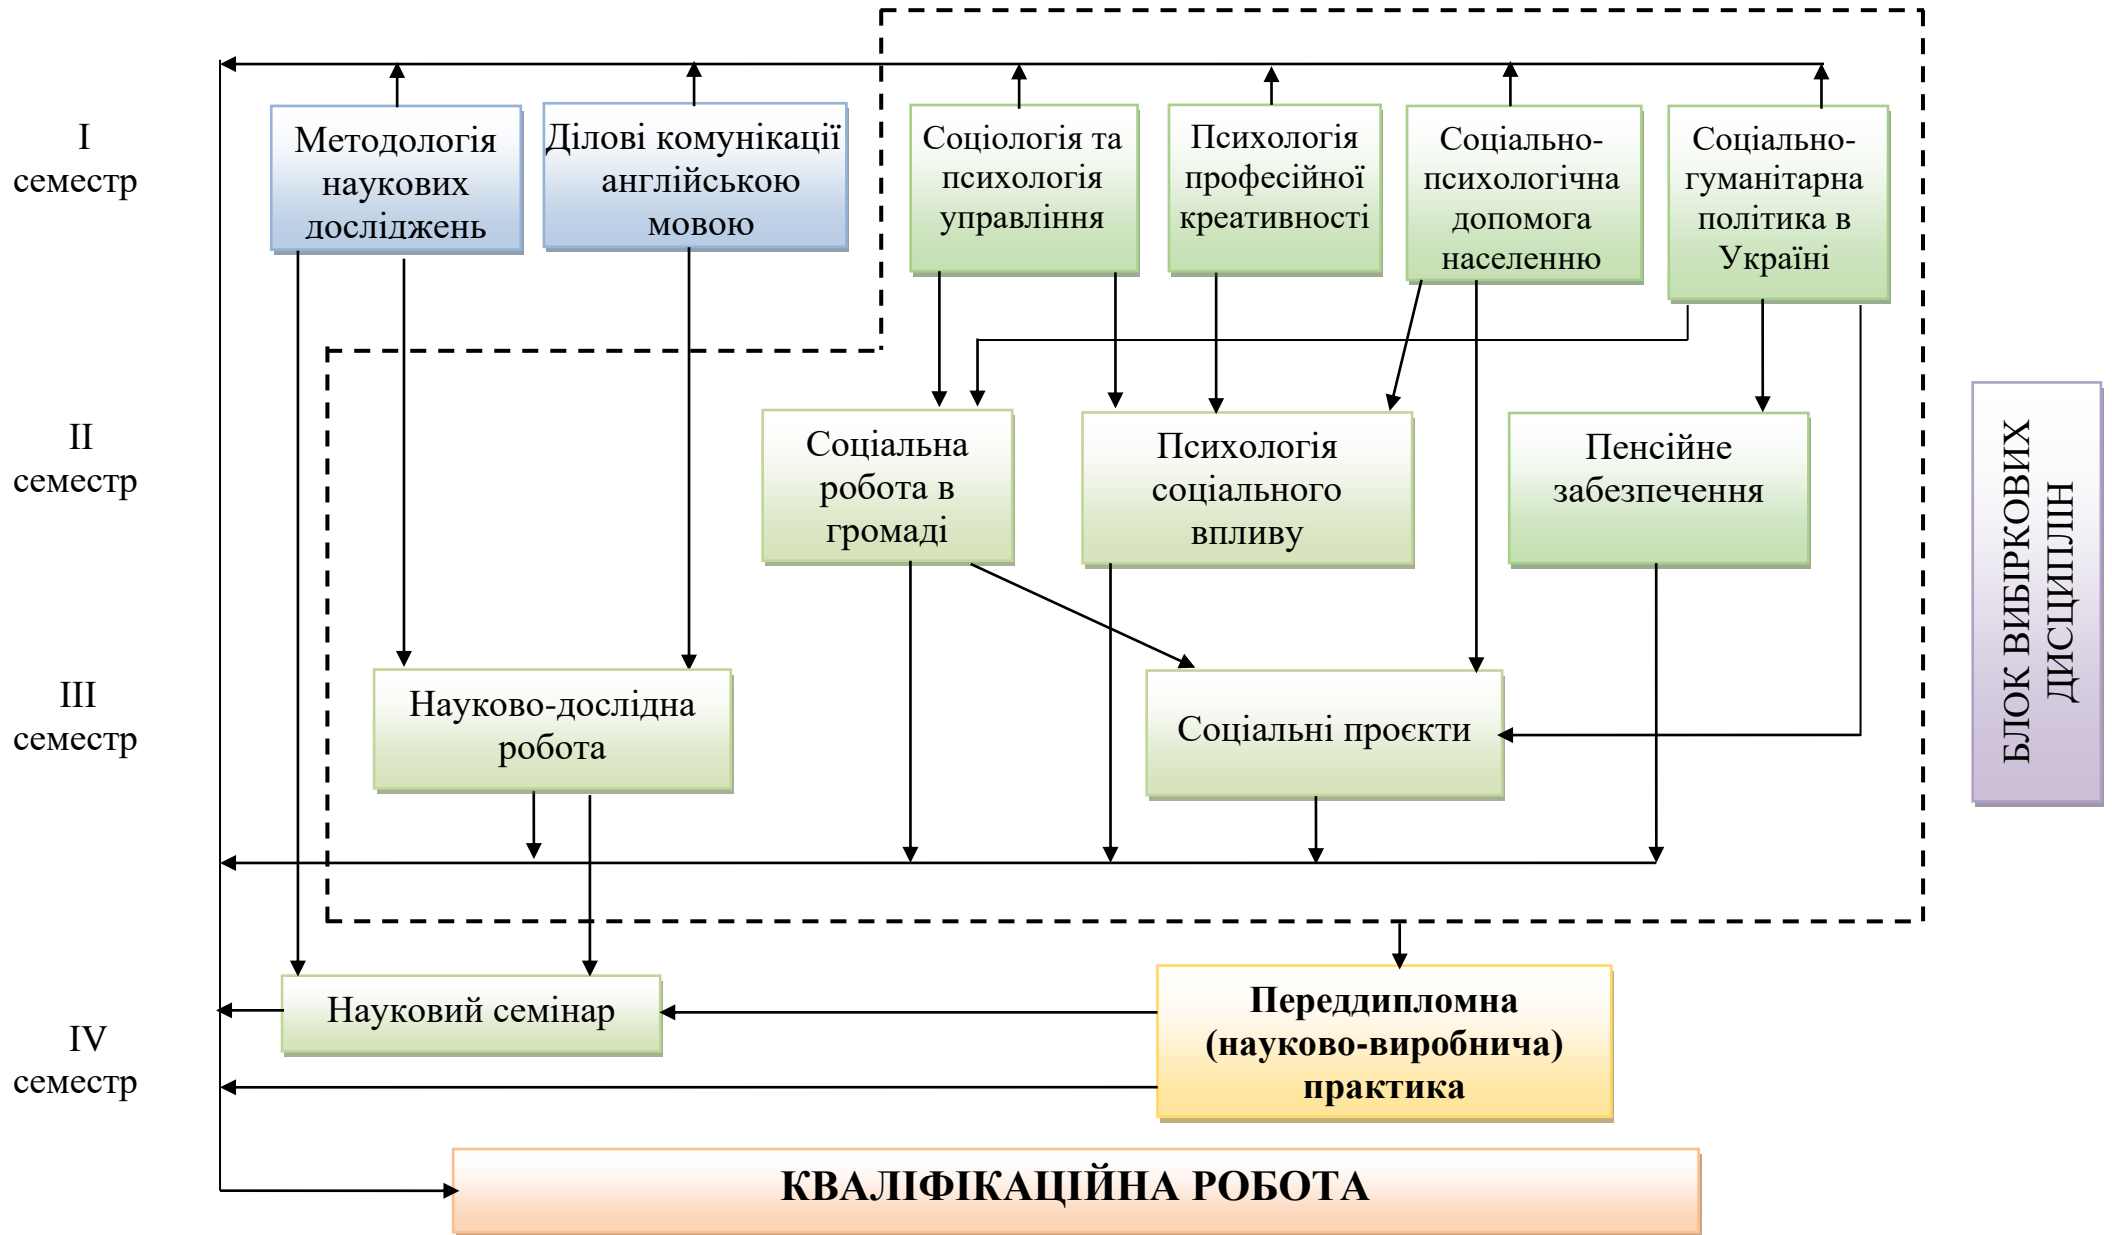 I
семестр
Методологія
наукових
досліджень
Ділові комунікації
англійською
мовою
Соціологія та
психологія
управління
Психологія
професійної
креативності
Соціально-
психологічна
допомога
населенню
Соціально-
гуманітарна
політика в
Україні
II
семестр
Соціальна
робота в
громаді
Психологія
соціального
впливу
Пенсійне
забезпечення
БЛОК ВИБІРКОВИХ
ДИСЦИПЛІН
III
семестр
Науково-дослідна
робота
Соціальні проєкти
IV
семестр
Науковий семінар
Переддипломна
(науково-виробнича)
практика
КВАЛІФІКАЦІЙНА РОБОТА